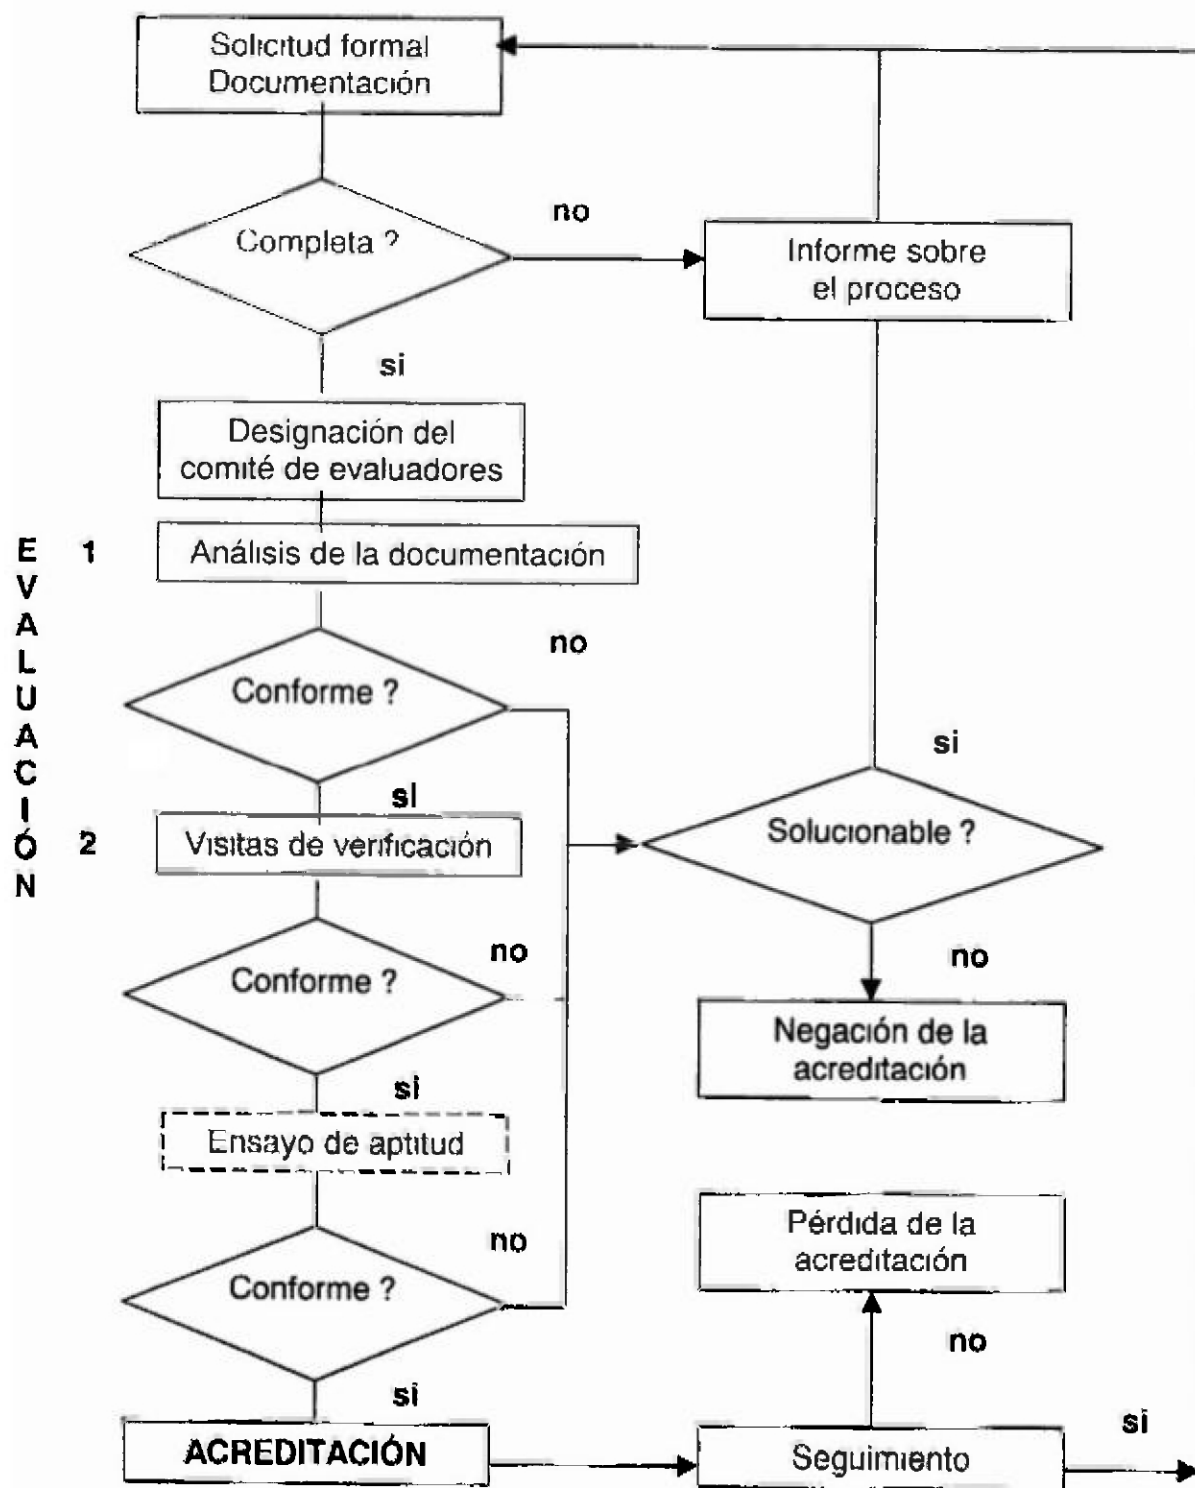 Solicitud formal
Documentación
Completa ?
no
Informe sobre
el proceso
si
Designación del
comité de evaluadores
EVALUACIÓN
1
Análisis de la documentación
no
Conforme ?
si
2
Visitas de verificación
si
Solucionable ?
no
Conforme ?
no
Negación de la
acreditación
si
Ensayo de aptitud
Pérdida de la
acreditación
no
Conforme ?
no
si
ACREDITACIÓN
Seguimiento
si